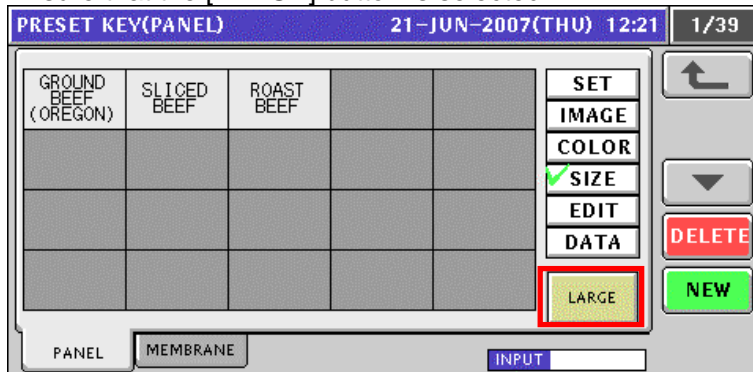 PRESET KEY(PANEL) 21-JUN-2007(THU) 12:21 1/39
GROUND
BEEF
(OREGON)
SLICED
BEEF
ROAST
BEEF
SET
IMAGE
COLOR
SIZE
EDIT
DATA
LARGE
DELETE
NEW
PANEL
MEMBRANE
INPUT